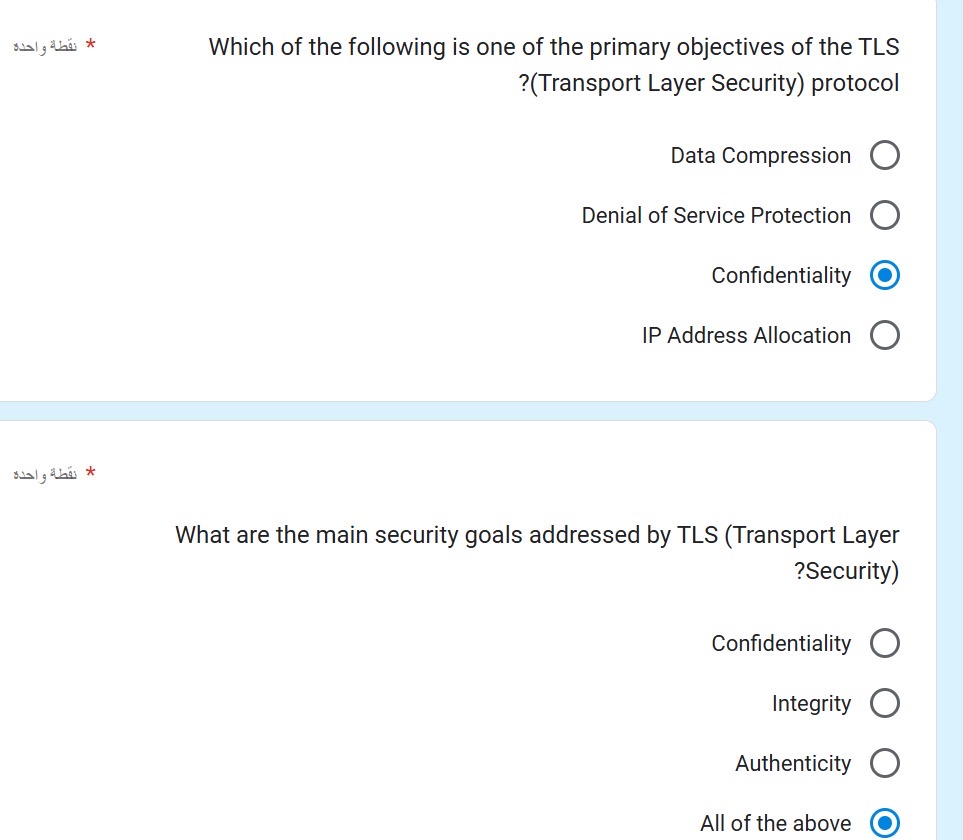 Which of the following is one of the primary objectives of the TLS
?(Transport Layer Security) protocol
* نقطة واحدة
Data Compression
Denial of Service Protection
Confidentiality
IP Address Allocation
* نقطة واحدة
What are the main security goals addressed by TLS (Transport Layer
?Security)
Confidentiality
Integrity
Authenticity
All of the above